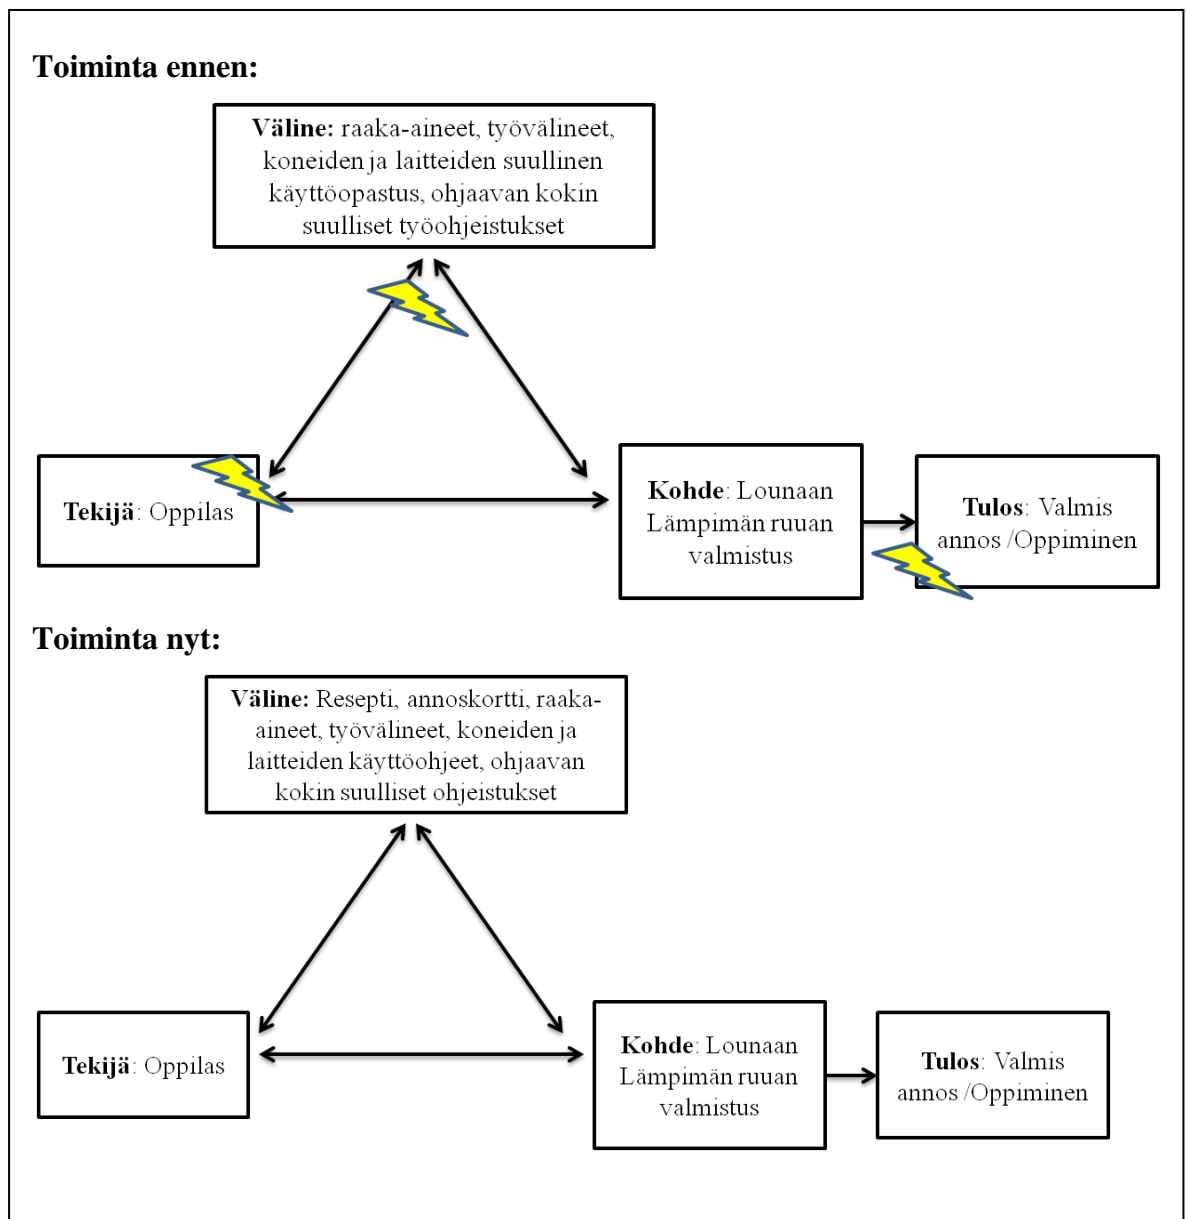 Toiminta ennen:
Väline: raaka-aineet, työvälineet,
koneiden ja laitteiden suullinen
käyttöopastus, ohjaavan kokin
suulliset työohjeistukset
Tekijä: Oppilas
Kohde: Lounaan
Lämpimän ruuan
valmistus
Tulos: Valmis
annos /Oppiminen
Toiminta nyt:
Väline: Resepti, annoskortti, raaka-
aineet, työvälineet, koneiden ja
laitteiden käyttöohjeet, ohjaavan
kokin suulliset ohjeistukset
Tekijä: Oppilas
Kohde: Lounaan
Lämpimän ruuan
valmistus
Tulos: Valmis
annos /Oppiminen